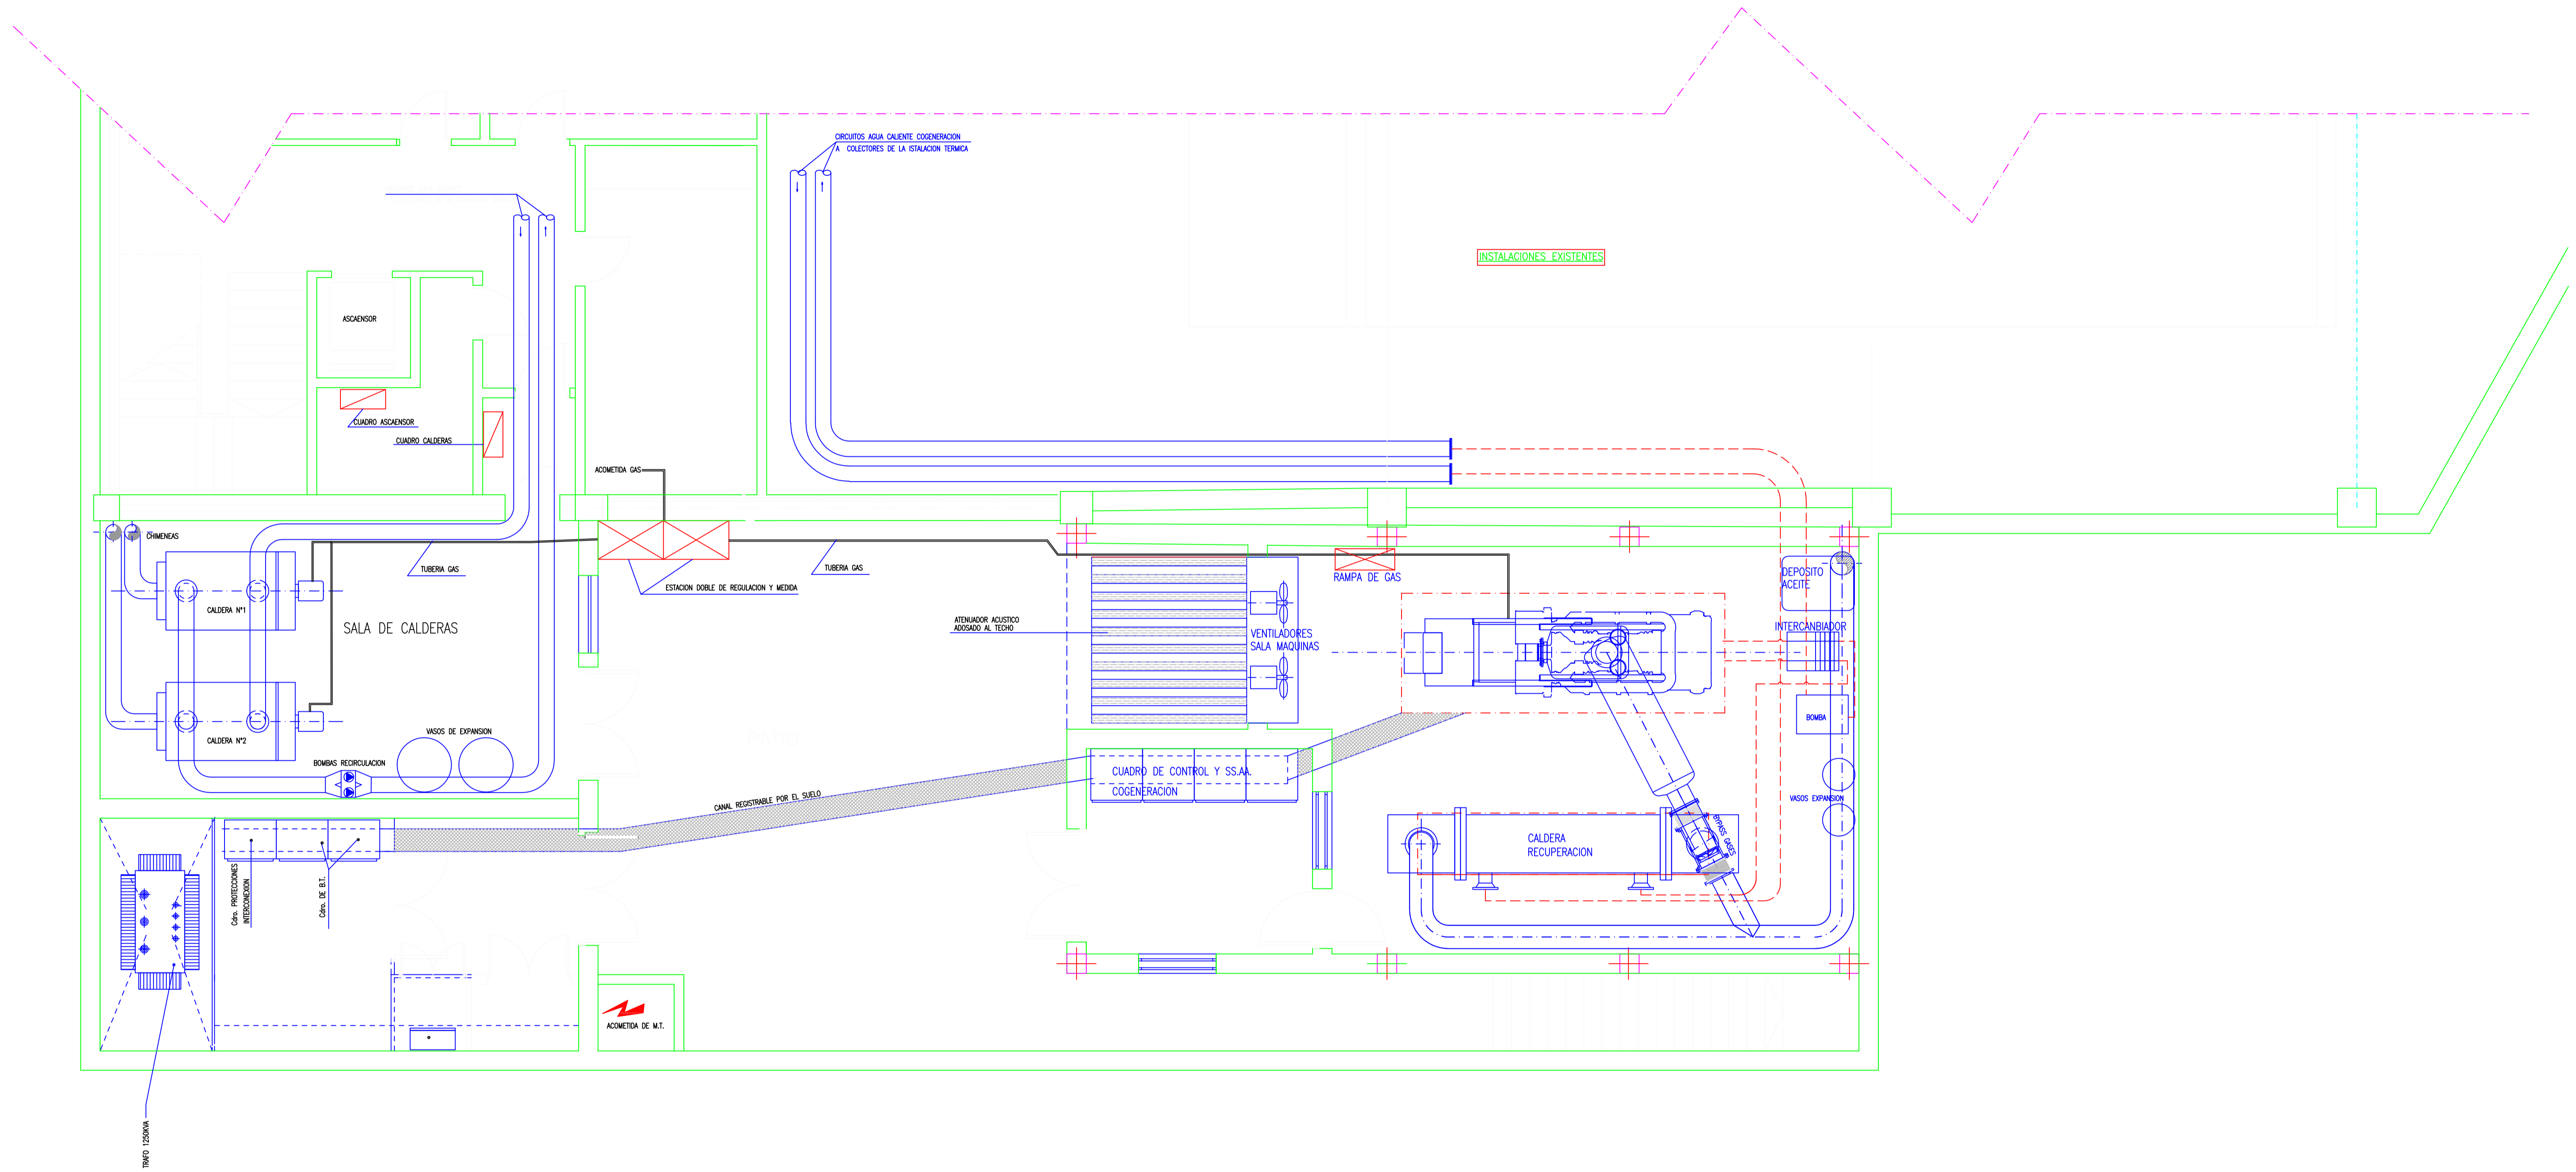 CIRCUITOS AGUA CALIENTE COGENERACION
A COLECTORES DE LA ISTALACION TERMICA
INSTALACIONES EXISTENTES
ASCAENSOR
CUADRO ASCAENSOR
CUADRO CALDERAS
ACOMETIDA GAS
CHIMENEAS
TUBERIA GAS
TUBERIA GAS
ESTACION DOBLE DE REGULACION Y MEDIDA
RAMPA DE GAS
DEPOSITO
ACEITE
CALDERA Nº1
SALA DE CALDERAS
ATENUADOR ACUSTICO
ADOSADO AL TECHO
VENTILADORES
SALA MAQUINAS
INTERCANBIADOR
BOMBA
CALDERA Nº2
VASOS DE EXPANSION
BOMBAS RECIRCULACION
CUADRO DE CONTROL Y SS.AA.
COGENERACION
CANAL REGISTRABLE POR EL SUELO
VASOS EXPANSION
BYPASS GASES
CALDERA
RECUPERACION
Cdro. PROTECCIONES
INTERCONEXION
Cdro. DE B.T.
ACOMETIDA DE M.T.
TRAFO 1250KVA